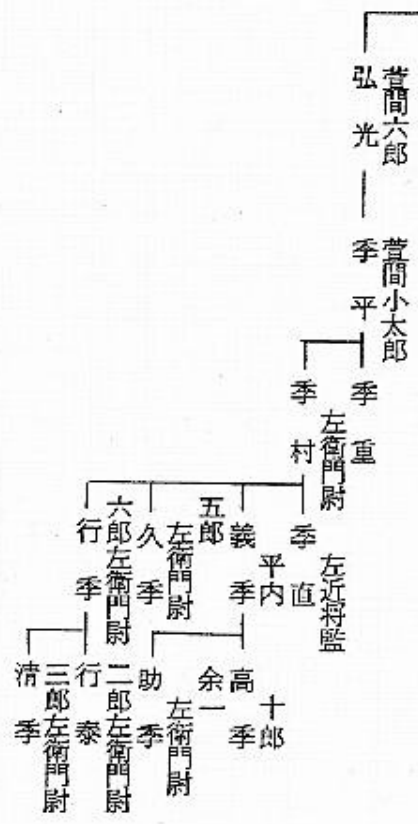 菅間六郎
弘光
菅間小太郎
季平
季重
左衛門尉
季村
左近将監
季直
平内
義季
五郎左衛門尉
久季
六郎左衛門尉
行季
十郎
高季
余一左衛門尉
助季
二郎左衛門尉
行泰
三郎左衛門尉
清季